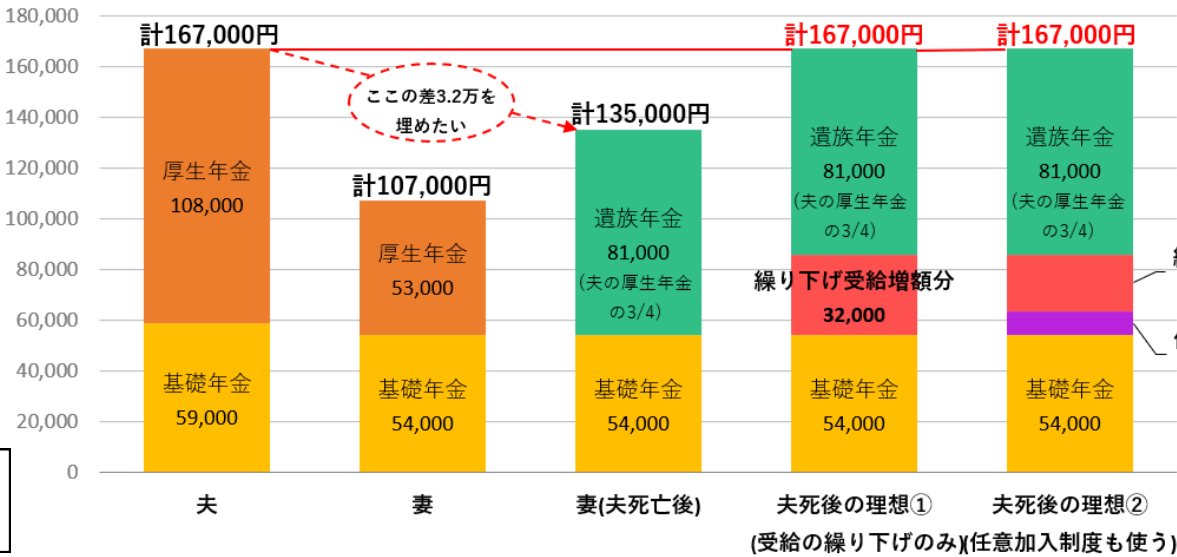 180,000
160,000
140,000
120,000
100,000
80,000
60,000
40,000
20,000
0
計167,000円
厚生年金
108,000
基礎年金
59,000
夫
ここの差3.2万を
埋めたい
計107,000円
厚生年金
53,000
基礎年金
54,000
妻
計135,000円
遺族年金
81,000
(夫の厚生年金
の3/4)
基礎年金
54,000
妻(夫死亡後)
計167,000円
遺族年金
81,000
(夫の厚生年金
の3/4)
繰り下げ受給増額分
32,000
基礎年金
54,000
夫死後の理想①
(受給の繰り下げのみ)
計167,000円
遺族年金
81,000
(夫の厚生年金
の3/4)
基礎年金
54,000
夫死後の理想②
(任意加入制度も使う)